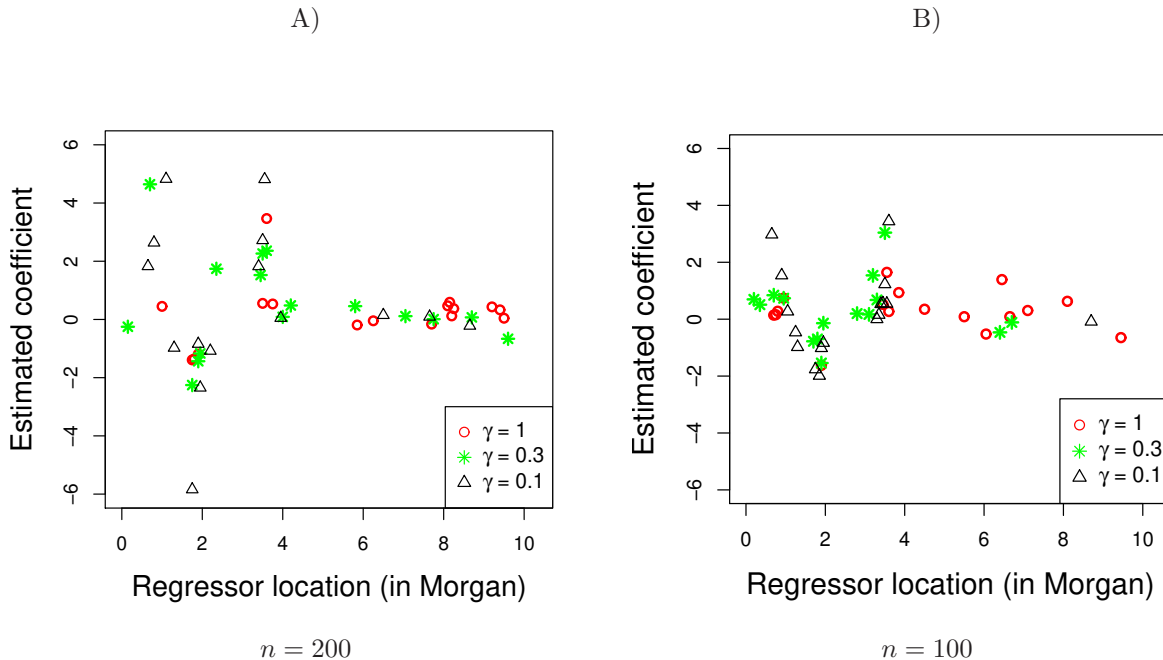 A)
B)
Estimated coefficient
6
4
2
0
−2
−4
−6
γ = 1
γ = 0.3
γ = 0.1
0 2 4 6 8 10
Regressor location (in Morgan)
n = 200
Estimated coefficient
6
4
2
0
−2
−4
−6
γ = 1
γ = 0.3
γ = 0.1
0 2 4 6 8 10
Regressor location (in Morgan)
n = 100